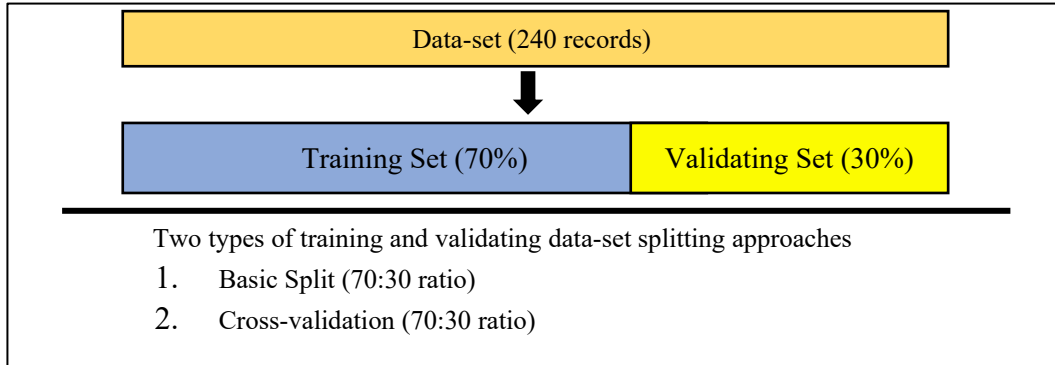 Data-set (240 records)
Training Set (70%)
Validating Set (30%)
Two types of training and validating data-set splitting approaches
1. Basic Split (70:30 ratio)
2. Cross-validation (70:30 ratio)